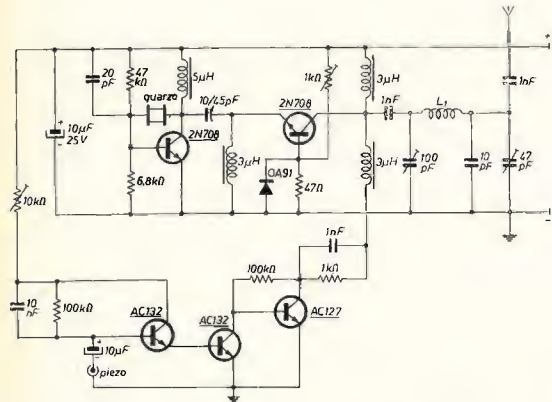 +
1nF
20 pF
47 kΩ
5µH
1kΩ
3µH
quarzo
10/45pF
2N708
1nF
L1
+
10µF
25V
2N708
3µH
3µH
100 pF
10 pF
47 pF
10kΩ
6,8kΩ
OA91
47Ω
-
1nF
100kΩ
1kΩ
10 nF
100kΩ
AC132
AC132
AC127
+
10µF
-
piezo